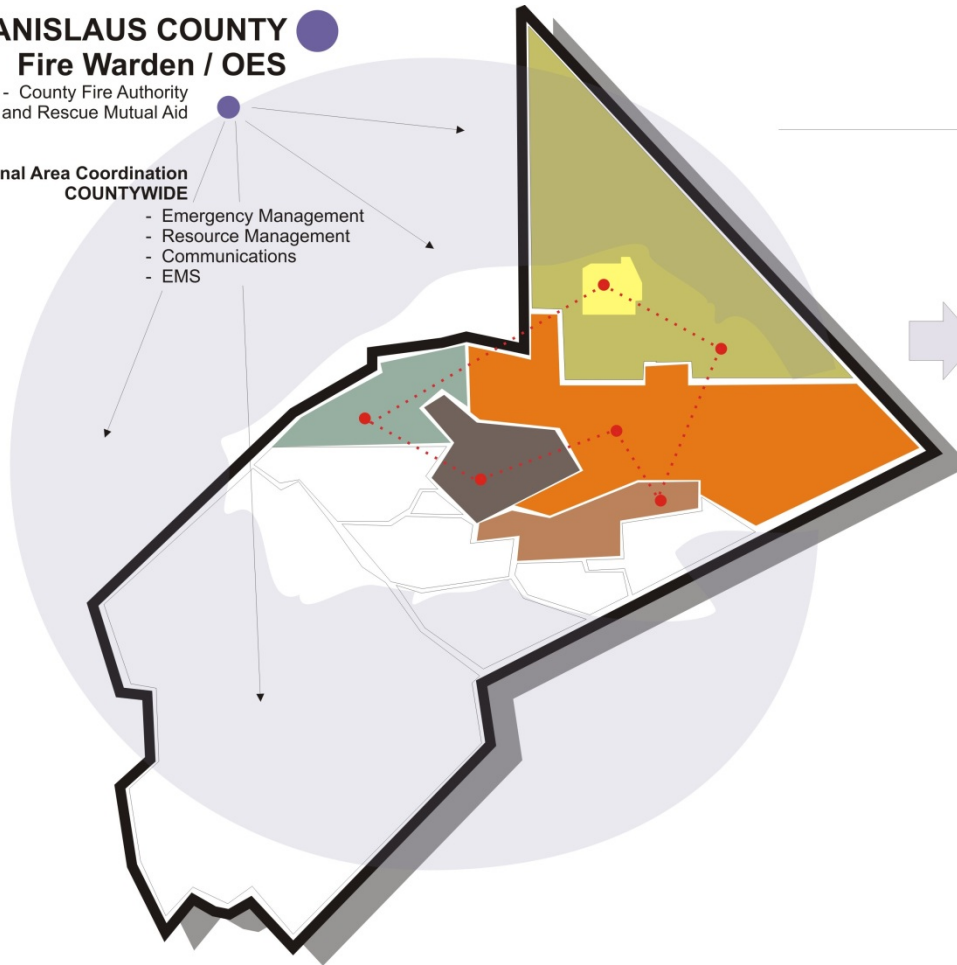 ANISLAUS COUNTY
Fire Warden / OES
- County Fire Authority
and Rescue Mutual Aid
nal Area Coordination
COUNTYWIDE
- Emergency Management
- Resource Management
- Communications
- EMS